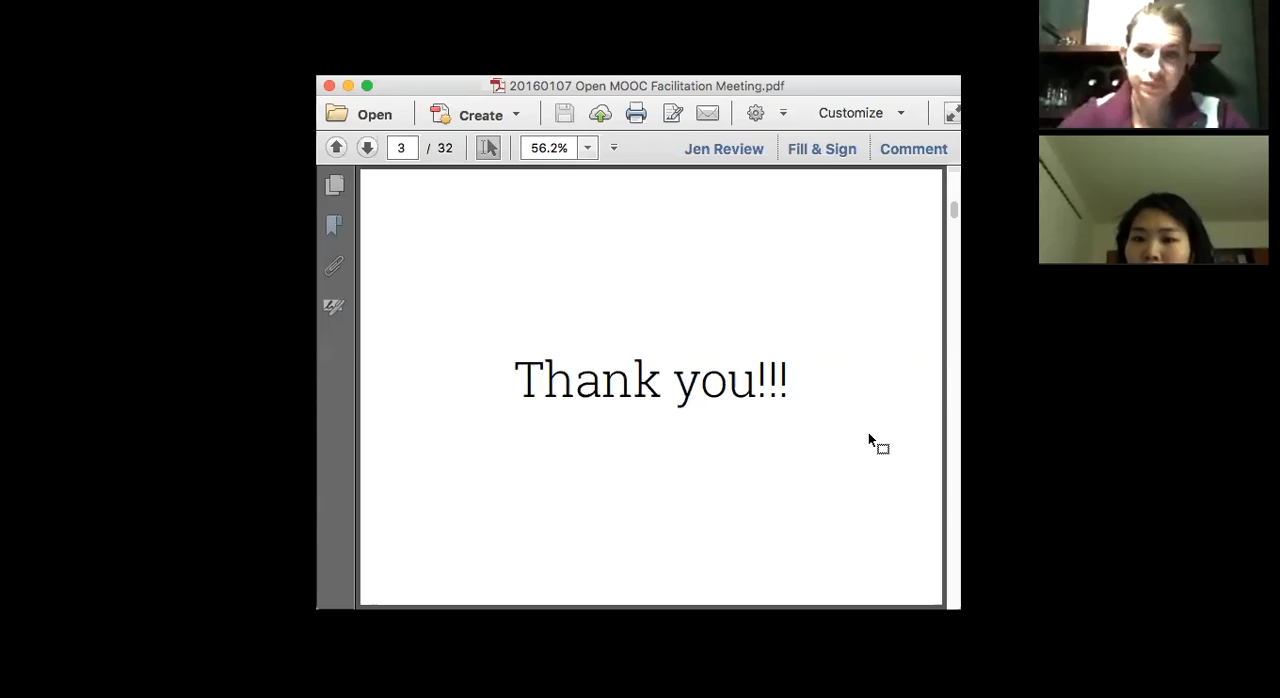 20160107 Open MOOC Facilitation Meeting.pdf
Open Create Customize
3 / 32 56.2% Jen Review Fill & Sign Comment
Thank you!!!